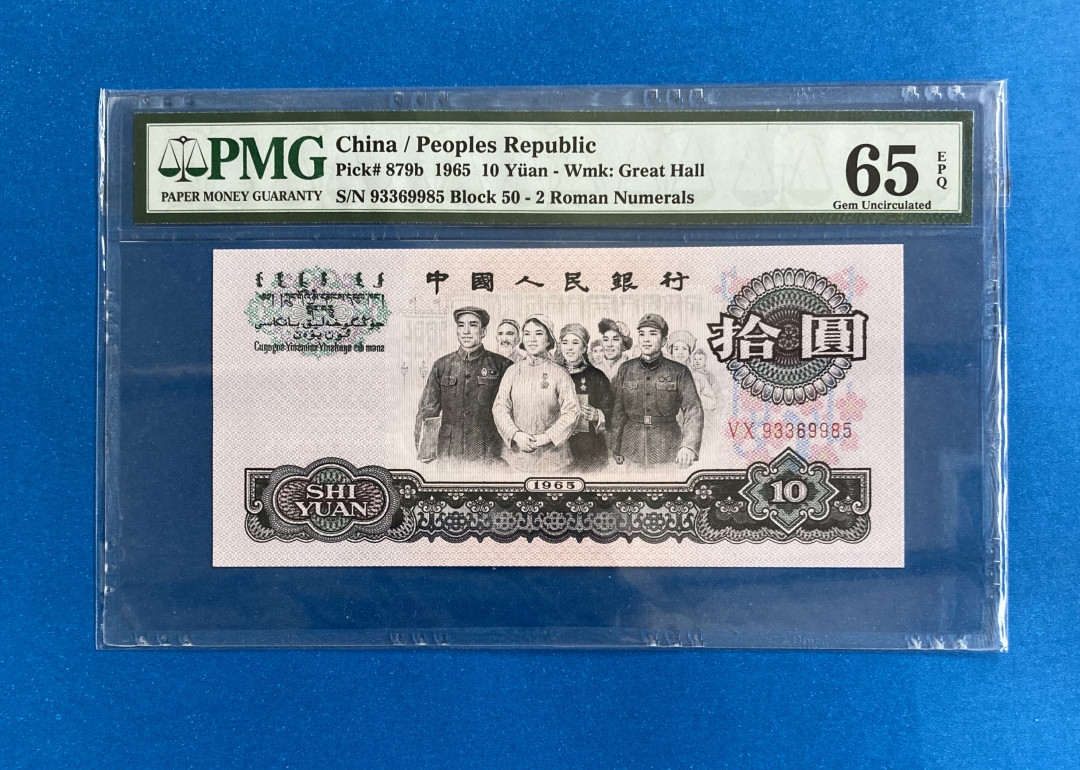 PMG
PAPER MONEY GUARANTY
China / Peoples Republic
Pick# 879b 1965 10 Yüan - Wmk: Great Hall
S/N 93369985 Block 50 - 2 Roman Numerals
65 EPQ
Gem Uncirculated
中國人民銀行
拾圓
VX 93369985
1965
SHI
YUAN
10